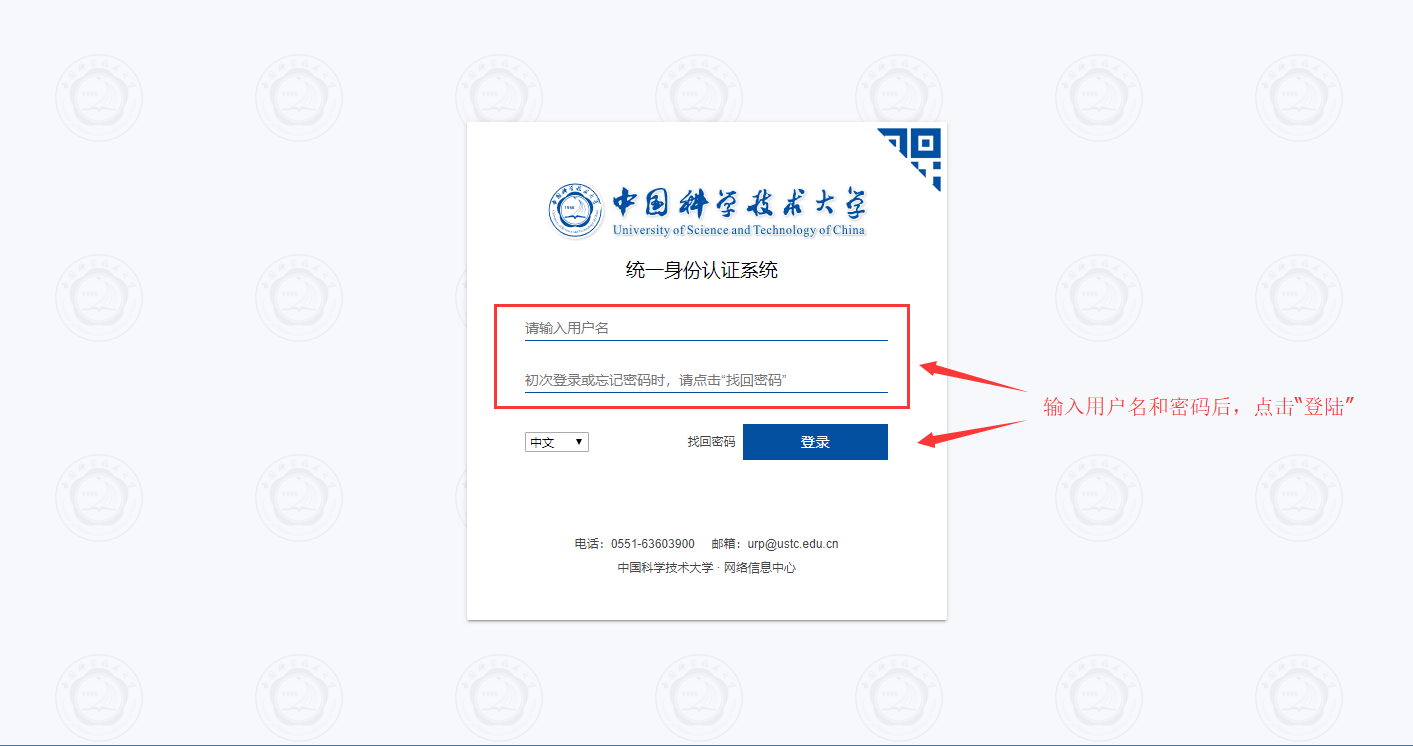 中国科学技术大学
University of Science and Technology of China
统一身份认证系统
请输入用户名
初次登录或忘记密码时，请点击“找回密码”
输入用户名和密码后，点击“登陆”
中文
找回密码
登录
电话：0551-63603900 邮箱：urp@ustc.edu.cn
中国科学技术大学 · 网络信息中心